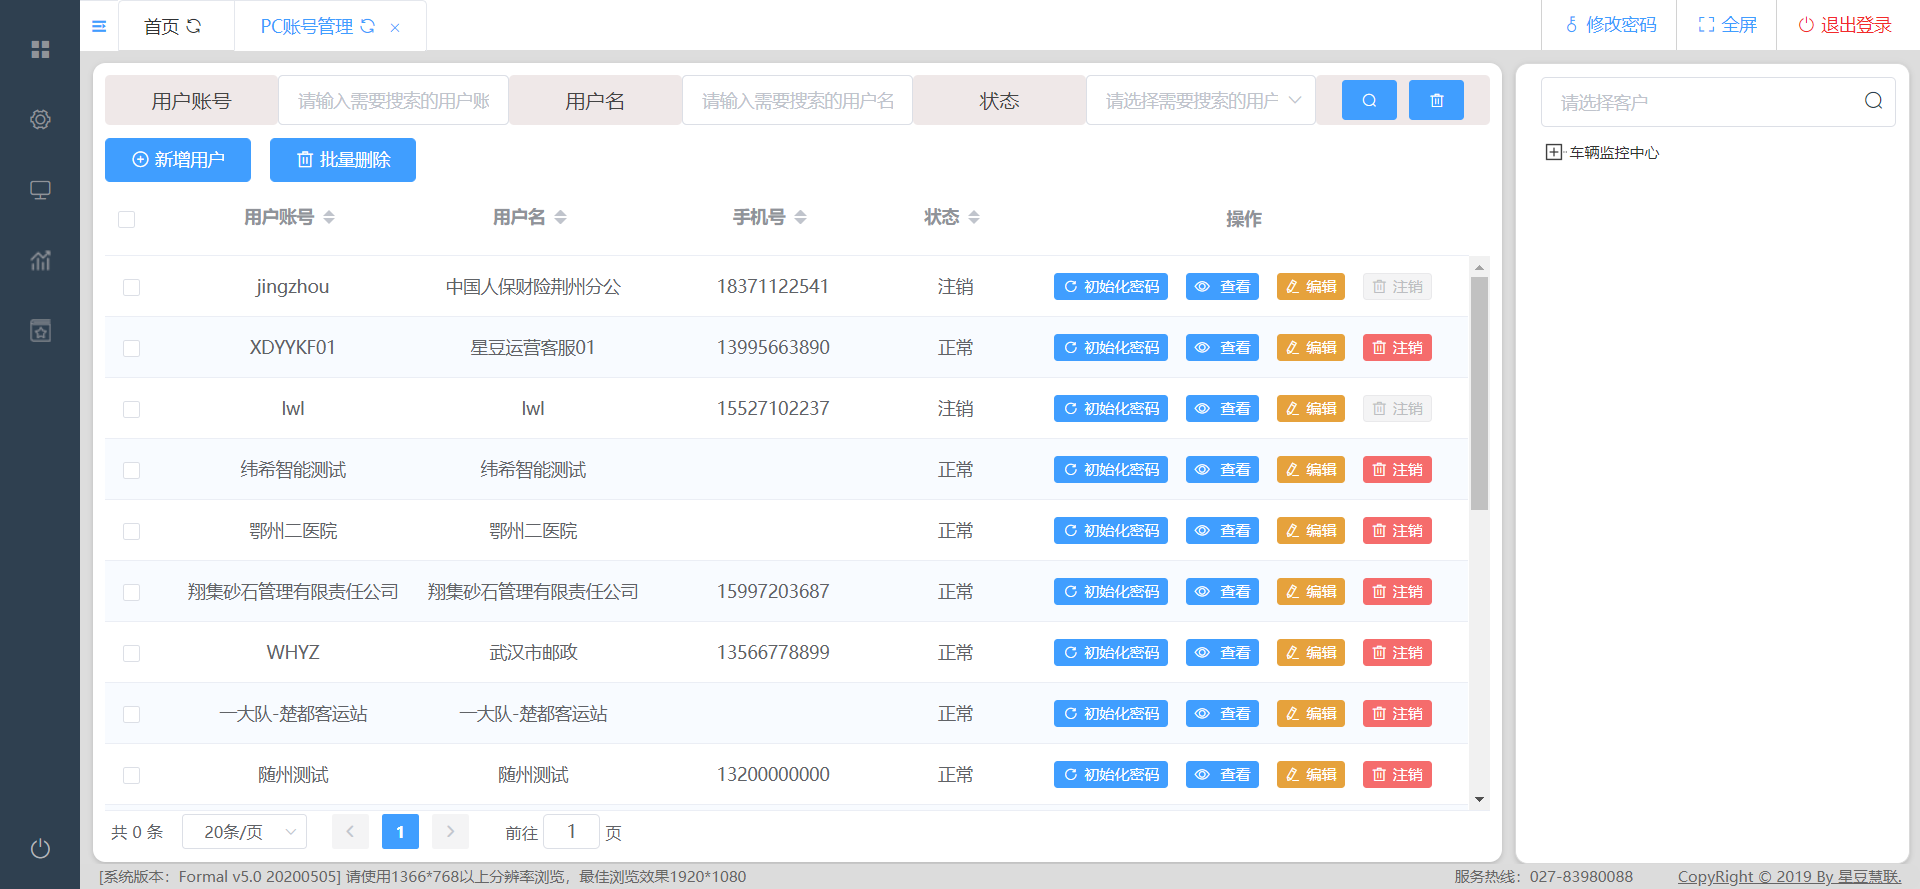 首页
PC账号管理
修改密码
全屏
退出登录
用户账号
请输入需要搜索的用户账
用户名
请输入需要搜索的用户名
状态
请选择需要搜索的用户
请选择客户
新增用户
批量删除
车辆监控中心
用户账号 用户名 手机号 状态 操作
jingzhou 中国人保财险荆州分公 18371122541 注销 初始化密码 查看 编辑 注销
XDYYKF01 星豆运营客服01 13995663890 正常 初始化密码 查看 编辑 注销
lwl lwl 15527102237 注销 初始化密码 查看 编辑 注销
纬希智能测试 纬希智能测试 正常 初始化密码 查看 编辑 注销
鄂州二医院 鄂州二医院 正常 初始化密码 查看 编辑 注销
翔集砂石管理有限责任公司 翔集砂石管理有限责任公司 15997203687 正常 初始化密码 查看 编辑 注销
WHYZ 武汉市邮政 13566778899 正常 初始化密码 查看 编辑 注销
一大队-楚都客运站 一大队-楚都客运站 正常 初始化密码 查看 编辑 注销
随州测试 随州测试 13200000000 正常 初始化密码 查看 编辑 注销
共 0 条 20条/页 1 前往 1 页
[系统版本：Formal v5.0 20200505] 请使用1366*768以上分辨率浏览，最佳浏览效果1920*1080
服务热线：027-83980088
CopyRight © 2019 By 星豆慧联.